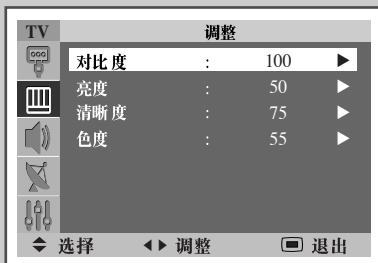 TV 调整
对比度 : 100 ▶
亮度 : 50 ▶
清晰度 : 75 ▶
色度 : 55 ▶
选择 调整 退出